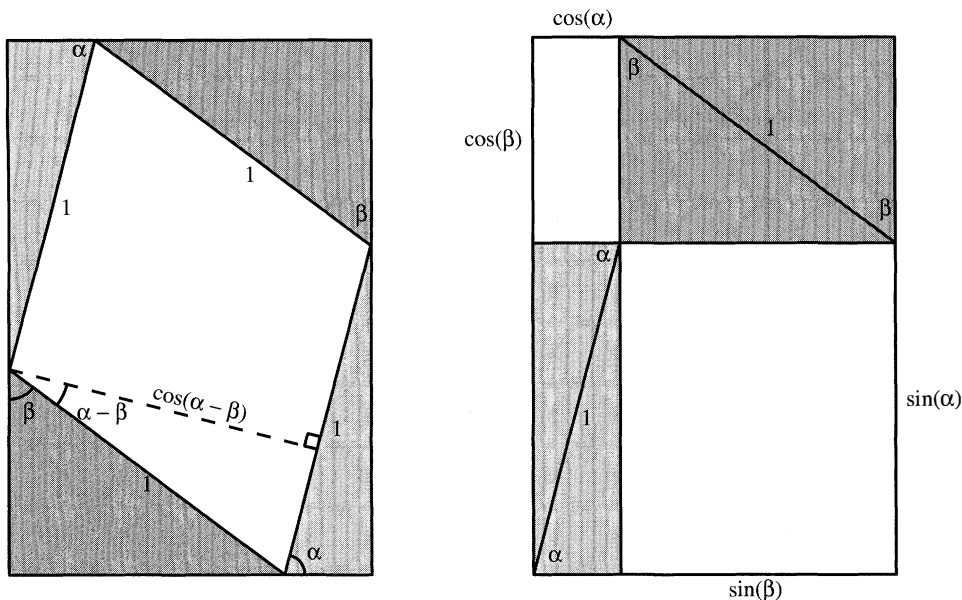 α
1
1
β
β
α – β
cos(α – β)
1
1
α
cos(α)
β
cos(β)
1
β
α
1
sin(α)
α
sin(β)